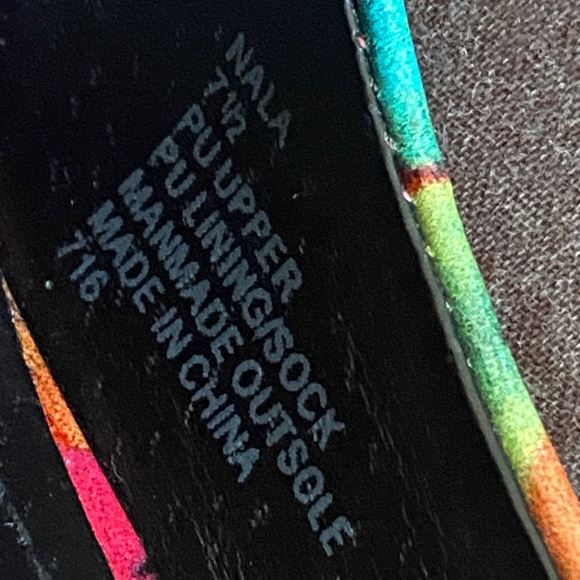 NALA
7 1/2
PU UPPER
PU LINING/SOCK
MANMADE OUTSOLE
MADE IN CHINA
716